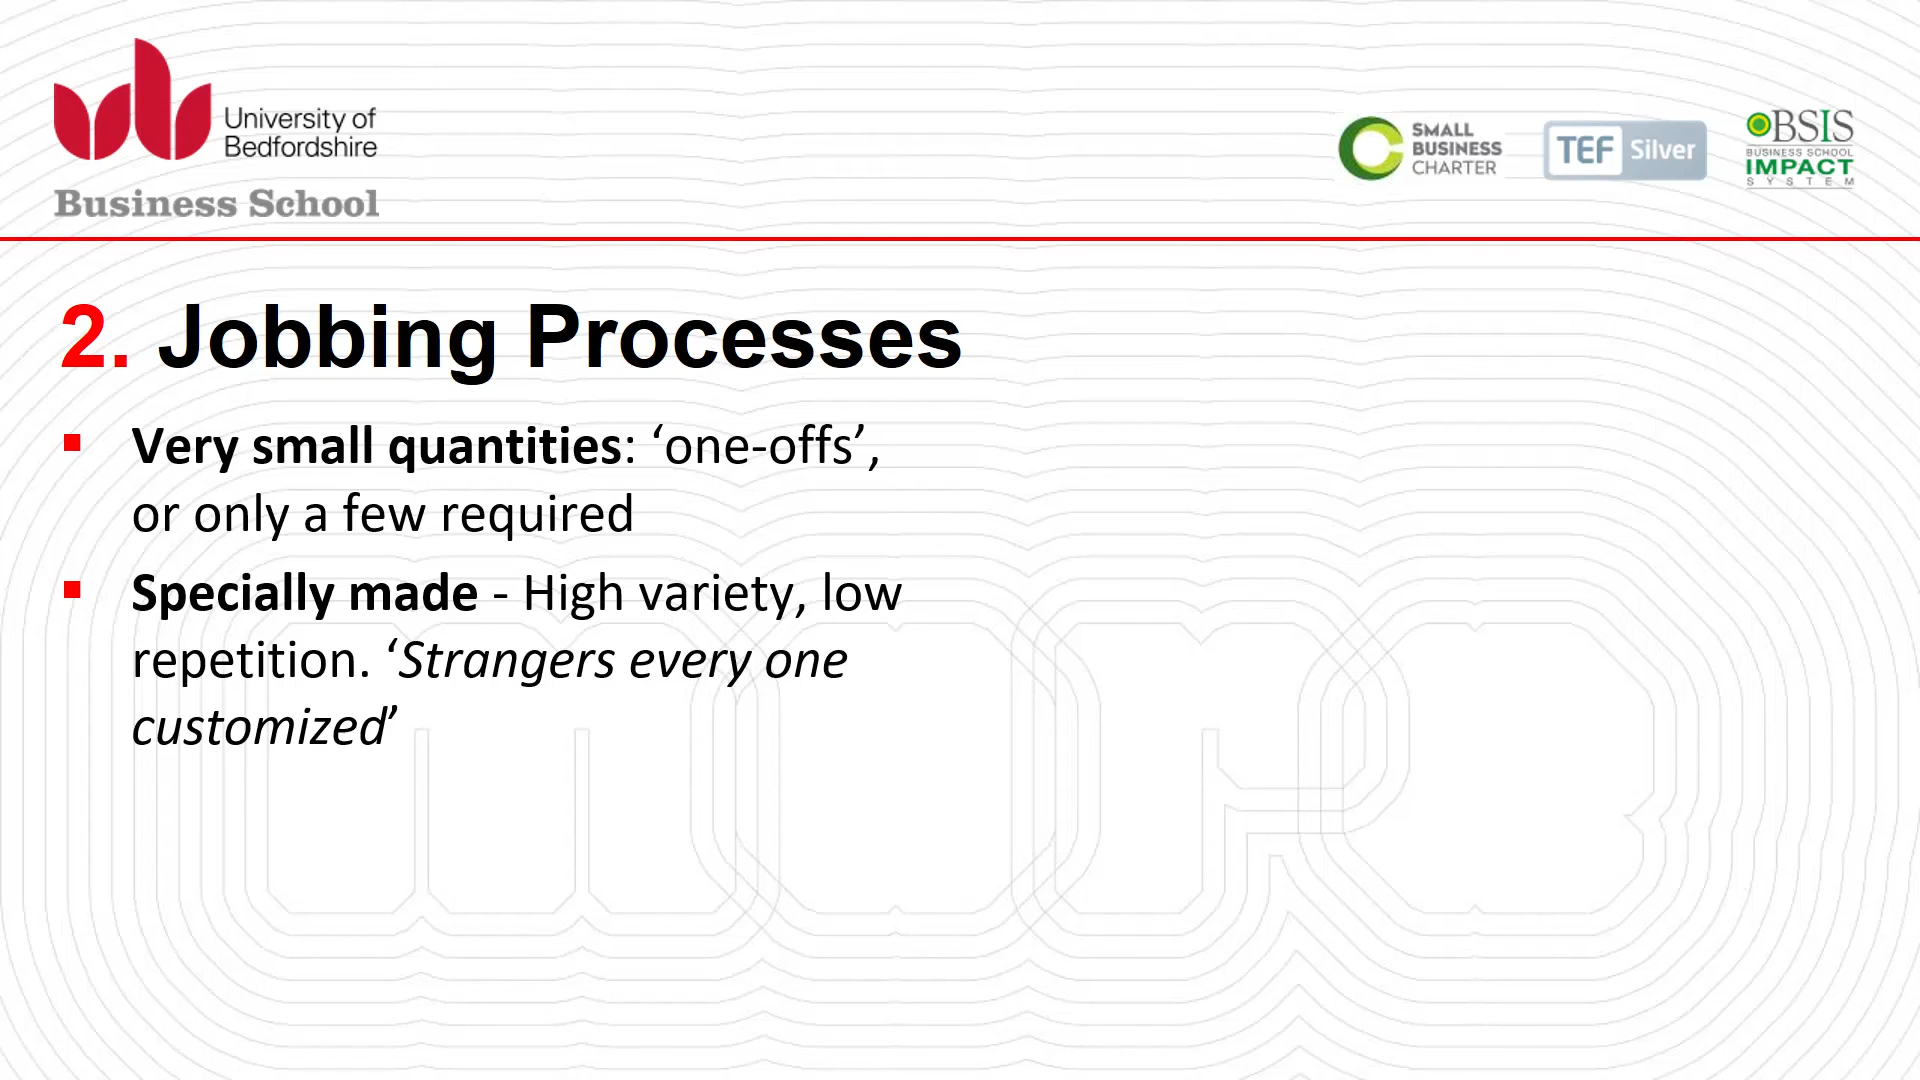 University of
Bedfordshire
Business School
SMALL
BUSINESS
CHARTER
TEF Silver
BSIS
BUSINESS SCHOOL
IMPACT
SYSTEM
2. Jobbing Processes
▪ Very small quantities: ‘one-offs’,
or only a few required
▪ Specially made - High variety, low
repetition. ‘Strangers every one
customized’